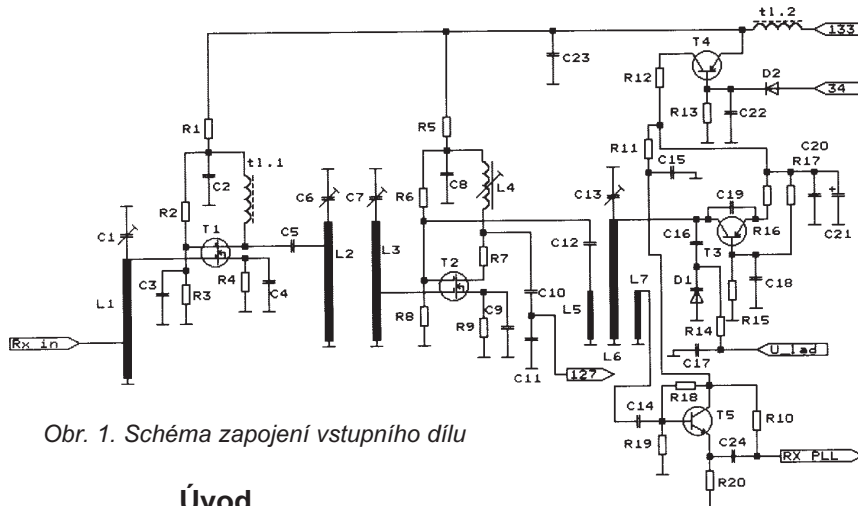 tl.2
133
T4
C23
R12
D2
34
R13
C22
R1
R5
R11
C15
C20
R17
tl.1
C2
R2
C6
C7
R6
C8
L4
C13
C19
R16
C21
C1
T1
C5
L2
L3
T2
R7
C12
C16
T3
L7
D1
C18
C3
R3
R4
C4
L1
R8
R9
C9
C10
L5
L6
R14
R15
Rx in
C11
127
C17
U_lad
R18
C14
T5
R10
R19
C24
RX PLL
R20
Obr. 1. Schéma zapojení vstupního dílu
Úvod